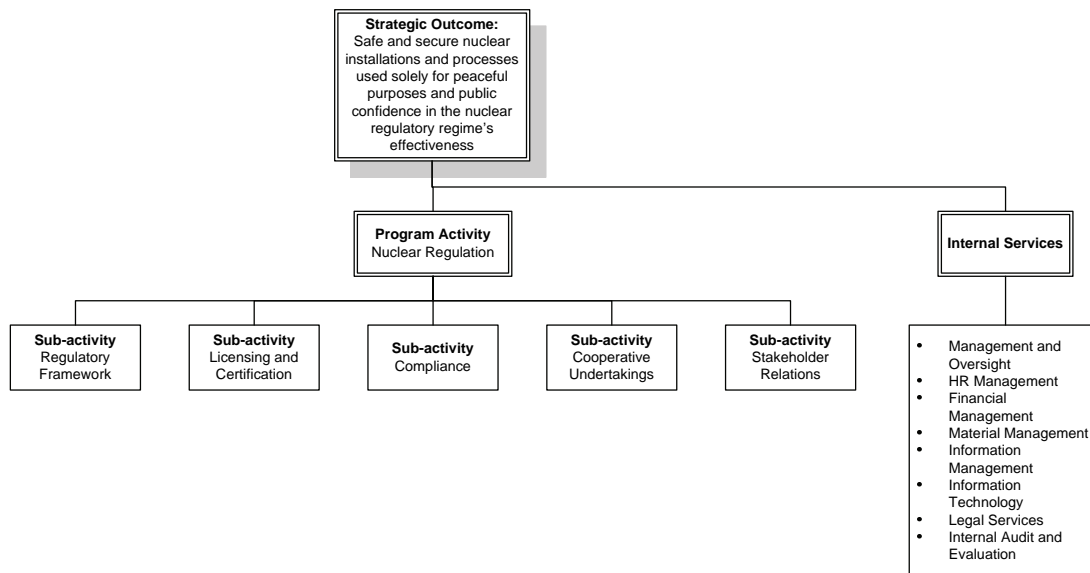 Strategic Outcome:
Safe and secure nuclear
installations and processes
used solely for peaceful
purposes and public
confidence in the nuclear
regulatory regime's
effectiveness
Program Activity
Nuclear Regulation
Internal Services
Sub-activity
Regulatory
Framework
Sub-activity
Licensing and
Certification
Sub-activity
Compliance
Sub-activity
Cooperative
Undertakings
Sub-activity
Stakeholder
Relations
• Management and
Oversight
• HR Management
• Financial
Management
• Material Management
• Information
Management
• Information
Technology
• Legal Services
• Internal Audit and
Evaluation